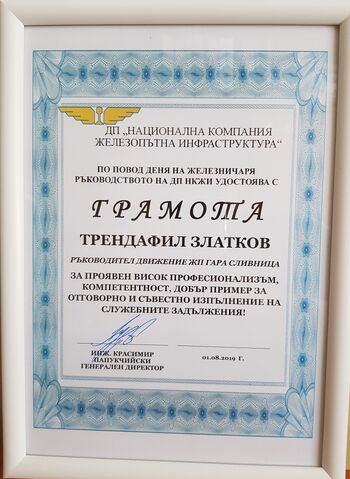 ДП „НАЦИОНАЛНА КОМПАНИЯ
ЖЕЛЕЗОПЪТНА ИНФРАСТРУКТУРА“
ПО ПОВОД ДЕНЯ НА ЖЕЛЕЗНИЧАРЯ
РЪКОВОДСТВОТО НА ДП НКЖИ УДОСТОЯВА С
ГРАМОТА
ТРЕНДАФИЛ ЗЛАТКОВ
РЪКОВОДИТЕЛ ДВИЖЕНИЕ ЖП ГАРА СЛИВНИЦА
ЗА ПРОЯВЕН ВИСОК ПРОФЕСИОНАЛИЗЪМ,
КОМПЕТЕНТНОСТ, ДОБЪР ПРИМЕР ЗА
ОТГОВОРНО И СЪВЕСТНО ИЗПЪЛНЕНИЕ НА
СЛУЖЕБНИТЕ ЗАДЪЛЖЕНИЯ!
ИНЖ. КРАСИМИР
ПАПУКЧИЙСКИ
ГЕНЕРАЛЕН ДИРЕКТОР
01.08.2019 Г.